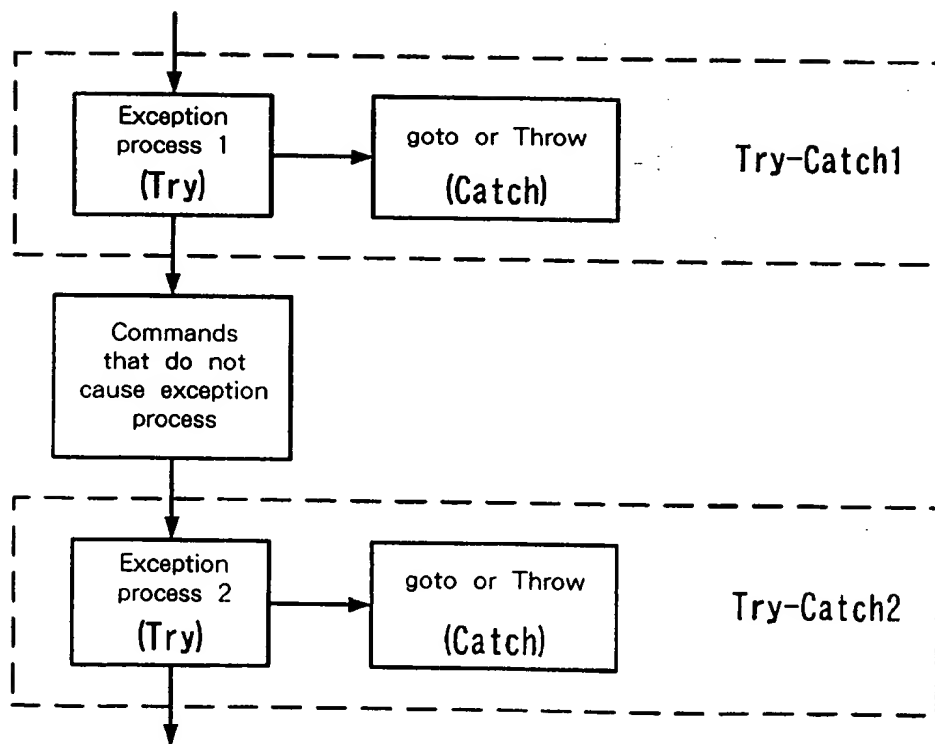 Exception
process 1
(Try)
goto or Throw
(Catch)
Try-Catch1
Commands
that do not
cause exception
process
Exception
process 2
(Try)
goto or Throw
(Catch)
Try-Catch2